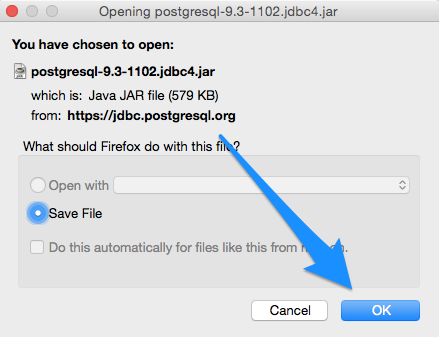 Opening postgresql-9.3-1102.jdbc4.jar
You have chosen to open:
postgresql-9.3-1102.jdbc4.jar
which is: Java JAR file (579 KB)
from: https://jdbc.postgresql.org
What should Firefox do with this file?
Open with
Save File
Do this automatically for files like this from on.
Cancel
OK